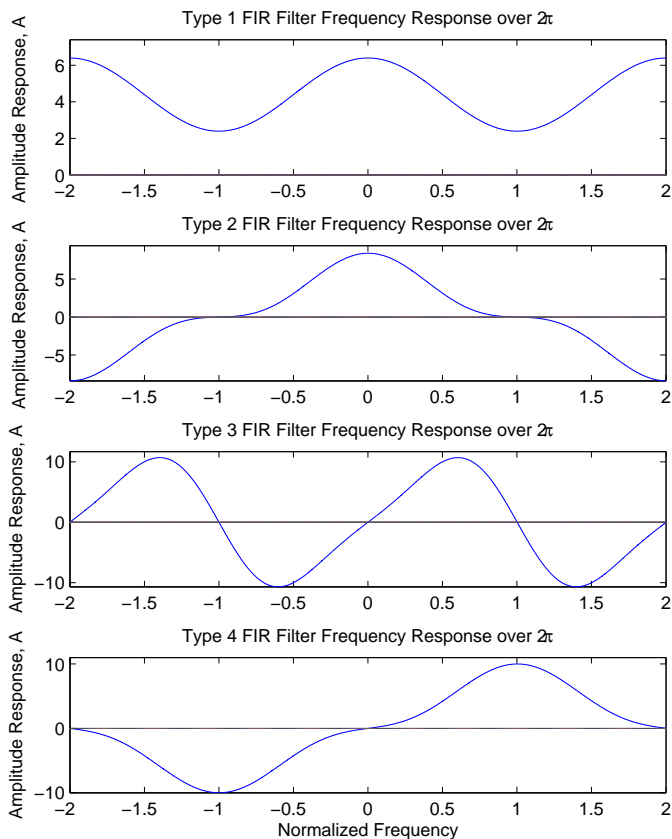 Type 1 FIR Filter Frequency Response over 2π
Amplitude Response, A
6
4
2
0
−2 −1.5 −1 −0.5 0 0.5 1 1.5 2
Type 2 FIR Filter Frequency Response over 2π
Amplitude Response, A
5
0
−5
−2 −1.5 −1 −0.5 0 0.5 1 1.5 2
Type 3 FIR Filter Frequency Response over 2π
Amplitude Response, A
10
0
−10
−2 −1.5 −1 −0.5 0 0.5 1 1.5 2
Type 4 FIR Filter Frequency Response over 2π
Amplitude Response, A
10
0
−10
−2 −1.5 −1 −0.5 0 0.5 1 1.5 2
Normalized Frequency